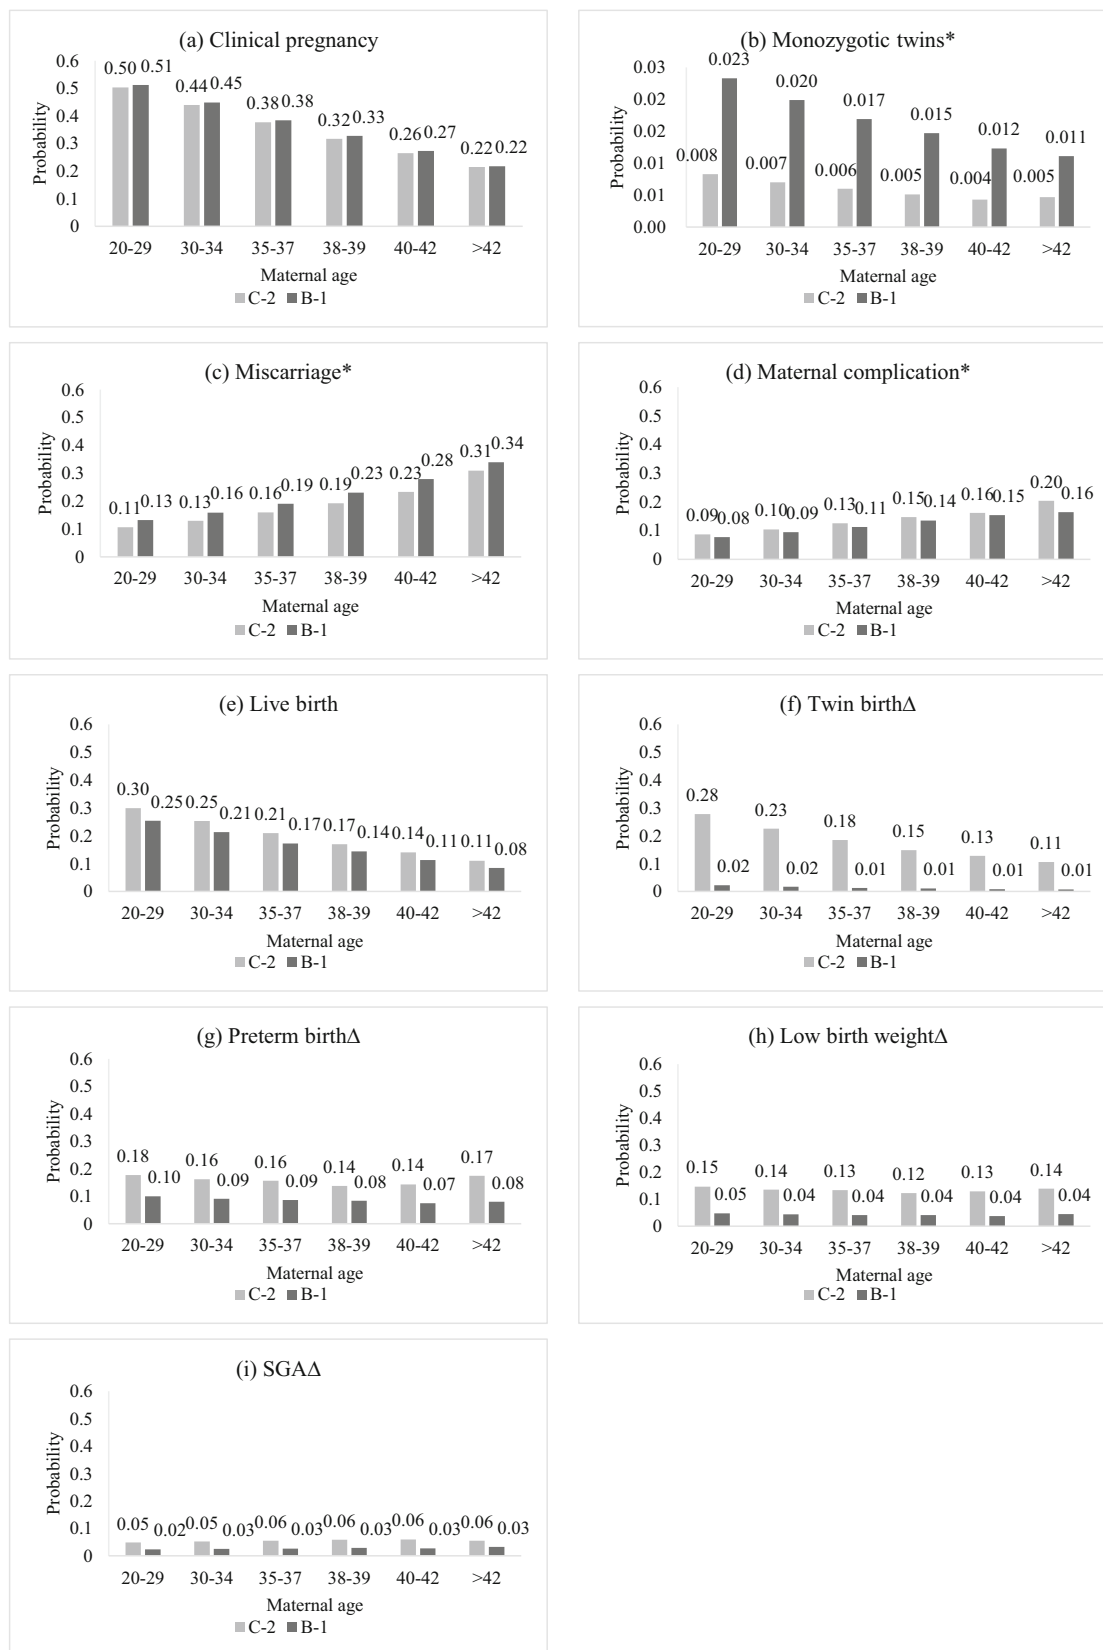 (a) Clinical pregnancy
0.6
0.5
0.4
0.3
0.2
0.1
0
Probability
0.50 0.51
0.44 0.45
0.38 0.38
0.32 0.33
0.26 0.27
0.22 0.22
20-29 30-34 35-37 38-39 40-42 >42
Maternal age
C-2 B-1
(b) Monozygotic twins*
0.03
0.02
0.02
0.01
0.01
0.00
Probability
0.008 0.023
0.007 0.020
0.006 0.017
0.005 0.015
0.004 0.012
0.005 0.011
20-29 30-34 35-37 38-39 40-42 >42
Maternal age
C-2 B-1
(c) Miscarriage*
0.6
0.5
0.4
0.3
0.2
0.1
0
Probability
0.11 0.13
0.13 0.16
0.16 0.19
0.19 0.23
0.23 0.28
0.31 0.34
20-29 30-34 35-37 38-39 40-42 >42
Maternal age
C-2 B-1
(d) Maternal complication*
0.6
0.5
0.4
0.3
0.2
0.1
0
Probability
0.09 0.08
0.10 0.09
0.13 0.11
0.15 0.14
0.16 0.15
0.20 0.16
20-29 30-34 35-37 38-39 40-42 >42
Maternal age
C-2 B-1
(e) Live birth
0.6
0.5
0.4
0.3
0.2
0.1
0
Probability
0.30 0.25
0.25 0.21
0.21 0.17
0.17 0.14
0.14 0.11
0.11 0.08
20-29 30-34 35-37 38-39 40-42 >42
Maternal age
C-2 B-1
(f) Twin birthΔ
0.6
0.5
0.4
0.3
0.2
0.1
0
Probability
0.28 0.02
0.23 0.02
0.18 0.01
0.15 0.01
0.13 0.01
0.11 0.01
20-29 30-34 35-37 38-39 40-42 >42
Maternal age
C-2 B-1
(g) Preterm birthΔ
0.6
0.5
0.4
0.3
0.2
0.1
0
Probability
0.18 0.10
0.16 0.09
0.16 0.09
0.14 0.08
0.14 0.07
0.17 0.08
20-29 30-34 35-37 38-39 40-42 >42
Maternal age
C-2 B-1
(h) Low birth weightΔ
0.6
0.5
0.4
0.3
0.2
0.1
0
Probability
0.15 0.05
0.14 0.04
0.13 0.04
0.12 0.04
0.13 0.04
0.14 0.04
20-29 30-34 35-37 38-39 40-42 >42
Maternal age
C-2 B-1
(i) SGAΔ
0.6
0.5
0.4
0.3
0.2
0.1
0
Probability
0.05 0.02
0.05 0.03
0.06 0.03
0.06 0.03
0.06 0.03
0.06 0.03
20-29 30-34 35-37 38-39 40-42 >42
Maternal age
C-2 B-1